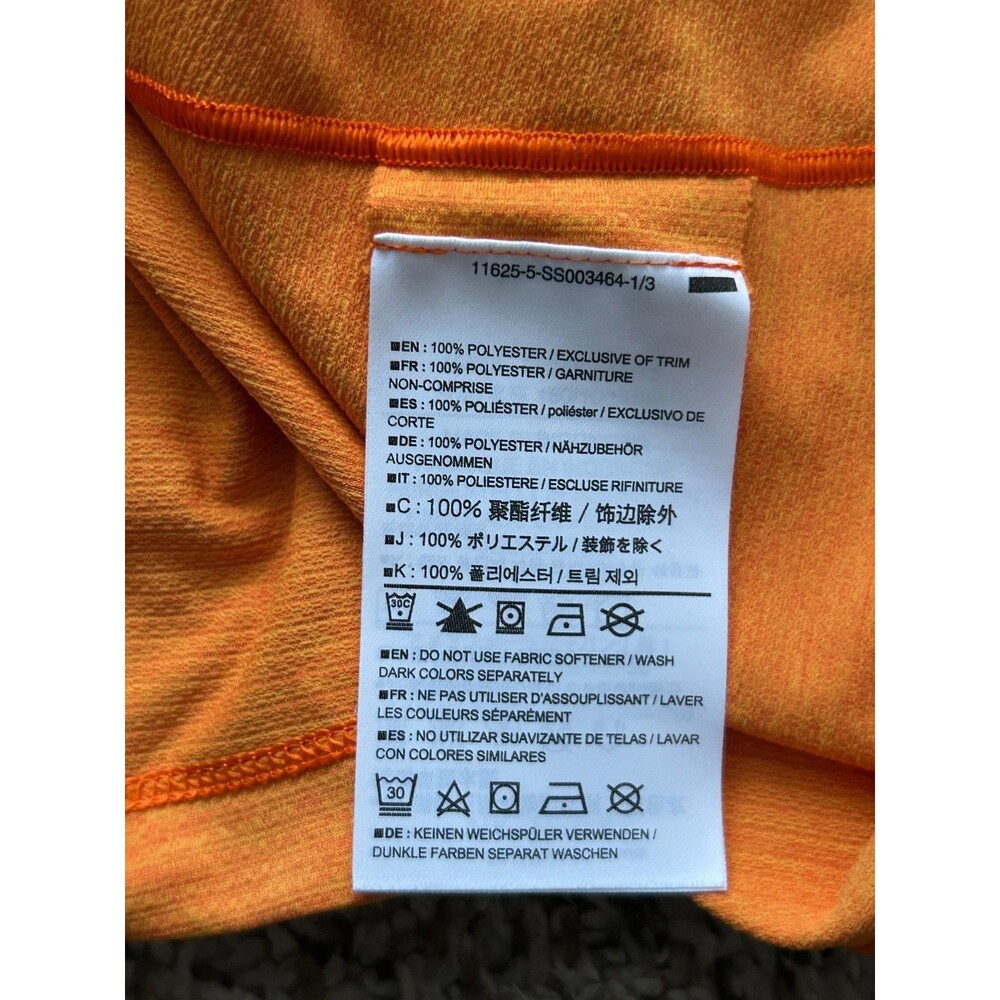 11625-5-SS003464-1/3
EN : 100% POLYESTER / EXCLUSIVE OF TRIM
FR : 100% POLYESTER / GARNITURE
NON-COMPRISE
ES : 100% POLIÉSTER / poliéster / EXCLUSIVO DE
CORTE
DE : 100% POLYESTER / NÄHZUBEHÖR
AUSGENOMMEN
IT : 100% POLIESTERE / ESCLUSE RIFINITURE
C : 100% 聚酯纤维 / 饰边除外
J : 100% ポリエステル / 装飾を除く
K : 100% 폴리에스터 / 트림 제외
30C
EN : DO NOT USE FABRIC SOFTENER / WASH
DARK COLORS SEPARATELY
FR : NE PAS UTILISER D'ASSOUPLISSANT / LAVER
LES COULEURS SÉPARÉMENT
ES : NO UTILIZAR SUAVIZANTE DE TELAS / LAVAR
CON COLORES SIMILARES
30
DE : KEINEN WEICHSPÜLER VERWENDEN /
DUNKLE FARBEN SEPARAT WASCHEN